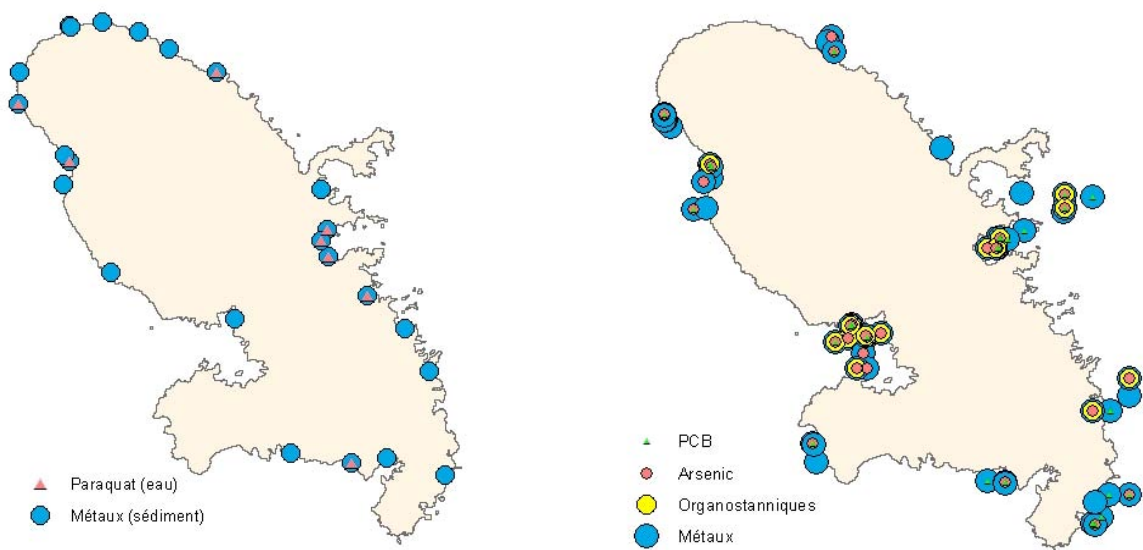 Paraquat (eau)
Métaux (sédiment)
PCB
Arsenic
Organostanniques
Métaux